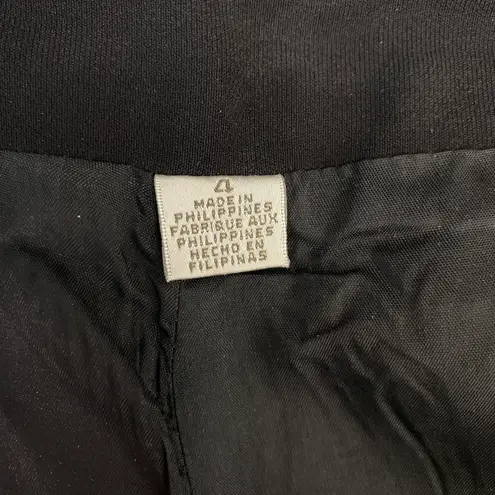 4
MADE IN
PHILIPPINES
FABRIQUE AUX
PHILIPPINES
HECHO EN
FILIPINAS